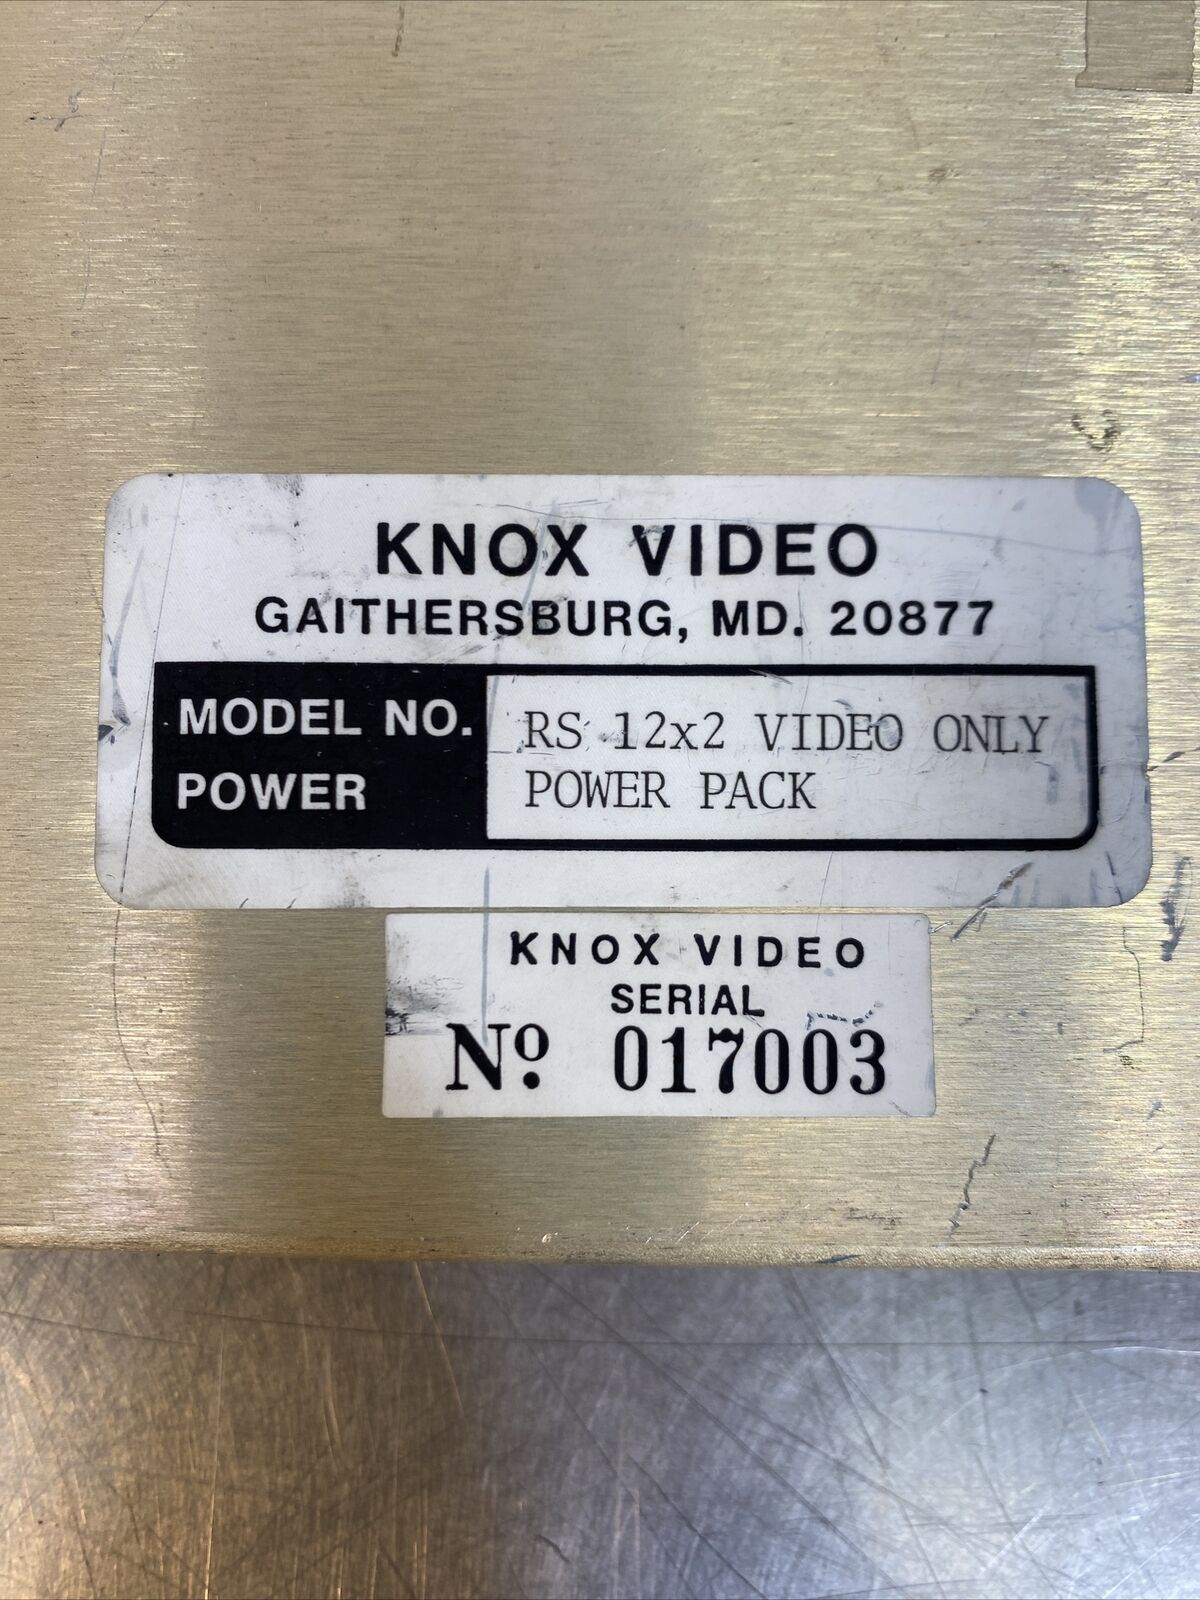 KNOX VIDEO
GAITHERSBURG, MD. 20877
MODEL NO. RS 12x2 VIDEO ONLY
POWER POWER PACK
KNOX VIDEO
SERIAL
Nº 017003